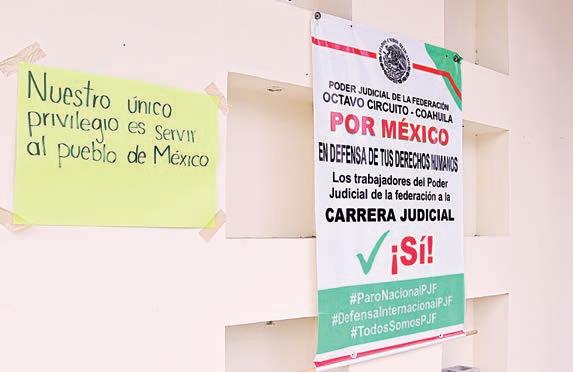 Nuestro único
privilegio es servir
al pueblo de México
PODER JUDICIAL DE LA FEDERACIÓN
OCTAVO CIRCUITO - COAHUILA
POR MÉXICO
EN DEFENSA DE TUS DERECHOS HUMANOS
Los trabajadores del Poder
Judicial de la federación a la
CARRERA JUDICIAL
¡SÍ!
#ParoNacionalPJF
#DefensaInternacionalPJF
#TodosSomosPJF